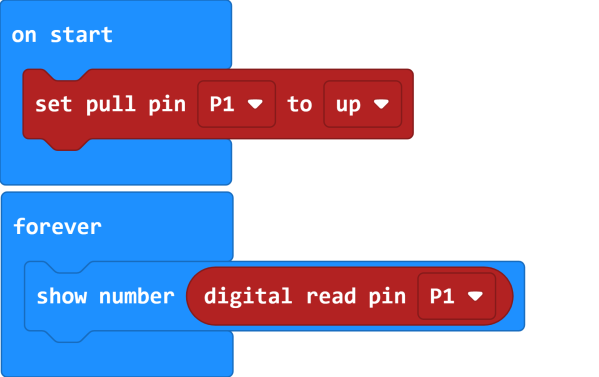 on start
set pull pin P1 to up
forever
show number digital read pin P1